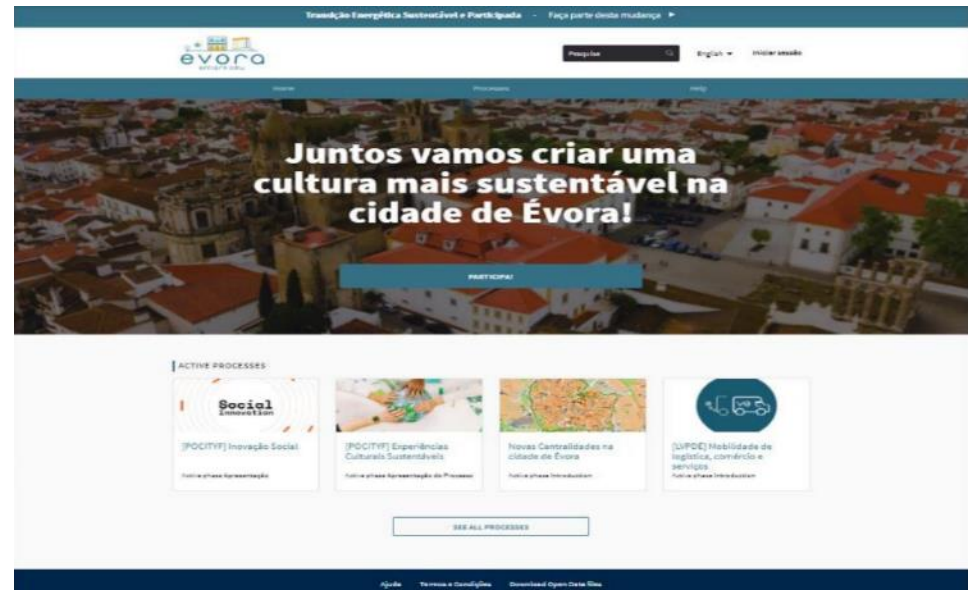 Transição Energética Sustentável e Participada - Faça parte desta mudança ►
evora
Pesquisa English Iniciar sessão
Home Processes Help
Juntos vamos criar uma
cultura mais sustentável na
cidade de Évora!
PARTICIPA!
ACTIVE PROCESSES
Social
Innovation
[POCITYF] Inovação Social
Active phase Apresentação
[POCITYF] Experiências
Culturais Sustentáveis
Active phase Apresentação do Processo
Novas Centralidades na
cidade de Évora
Active phase Introduction
Mobilidade de
logística, comércio e
serviços
Active phase Introduction
SEE ALL PROCESSES
Ajuda Termos e Condições Download Open Data files